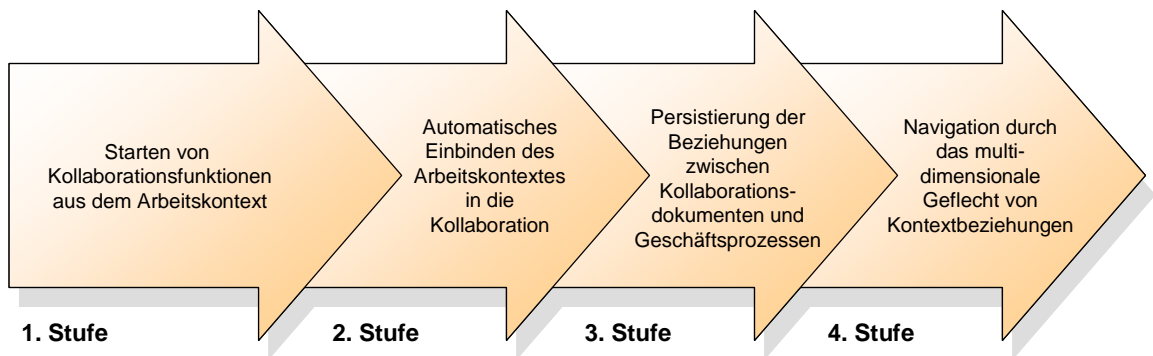 Starten von
Kollaborationsfunktionen
aus dem Arbeitskontext
Automatisches
Einbinden des
Arbeitskontextes
in die
Kollaboration
Persistierung der
Beziehungen
zwischen
Kollaborations-
dokumenten und
Geschäftsprozessen
Navigation durch
das multi-
dimensionale
Geflecht von
Kontextbeziehungen
1. Stufe
2. Stufe
3. Stufe
4. Stufe